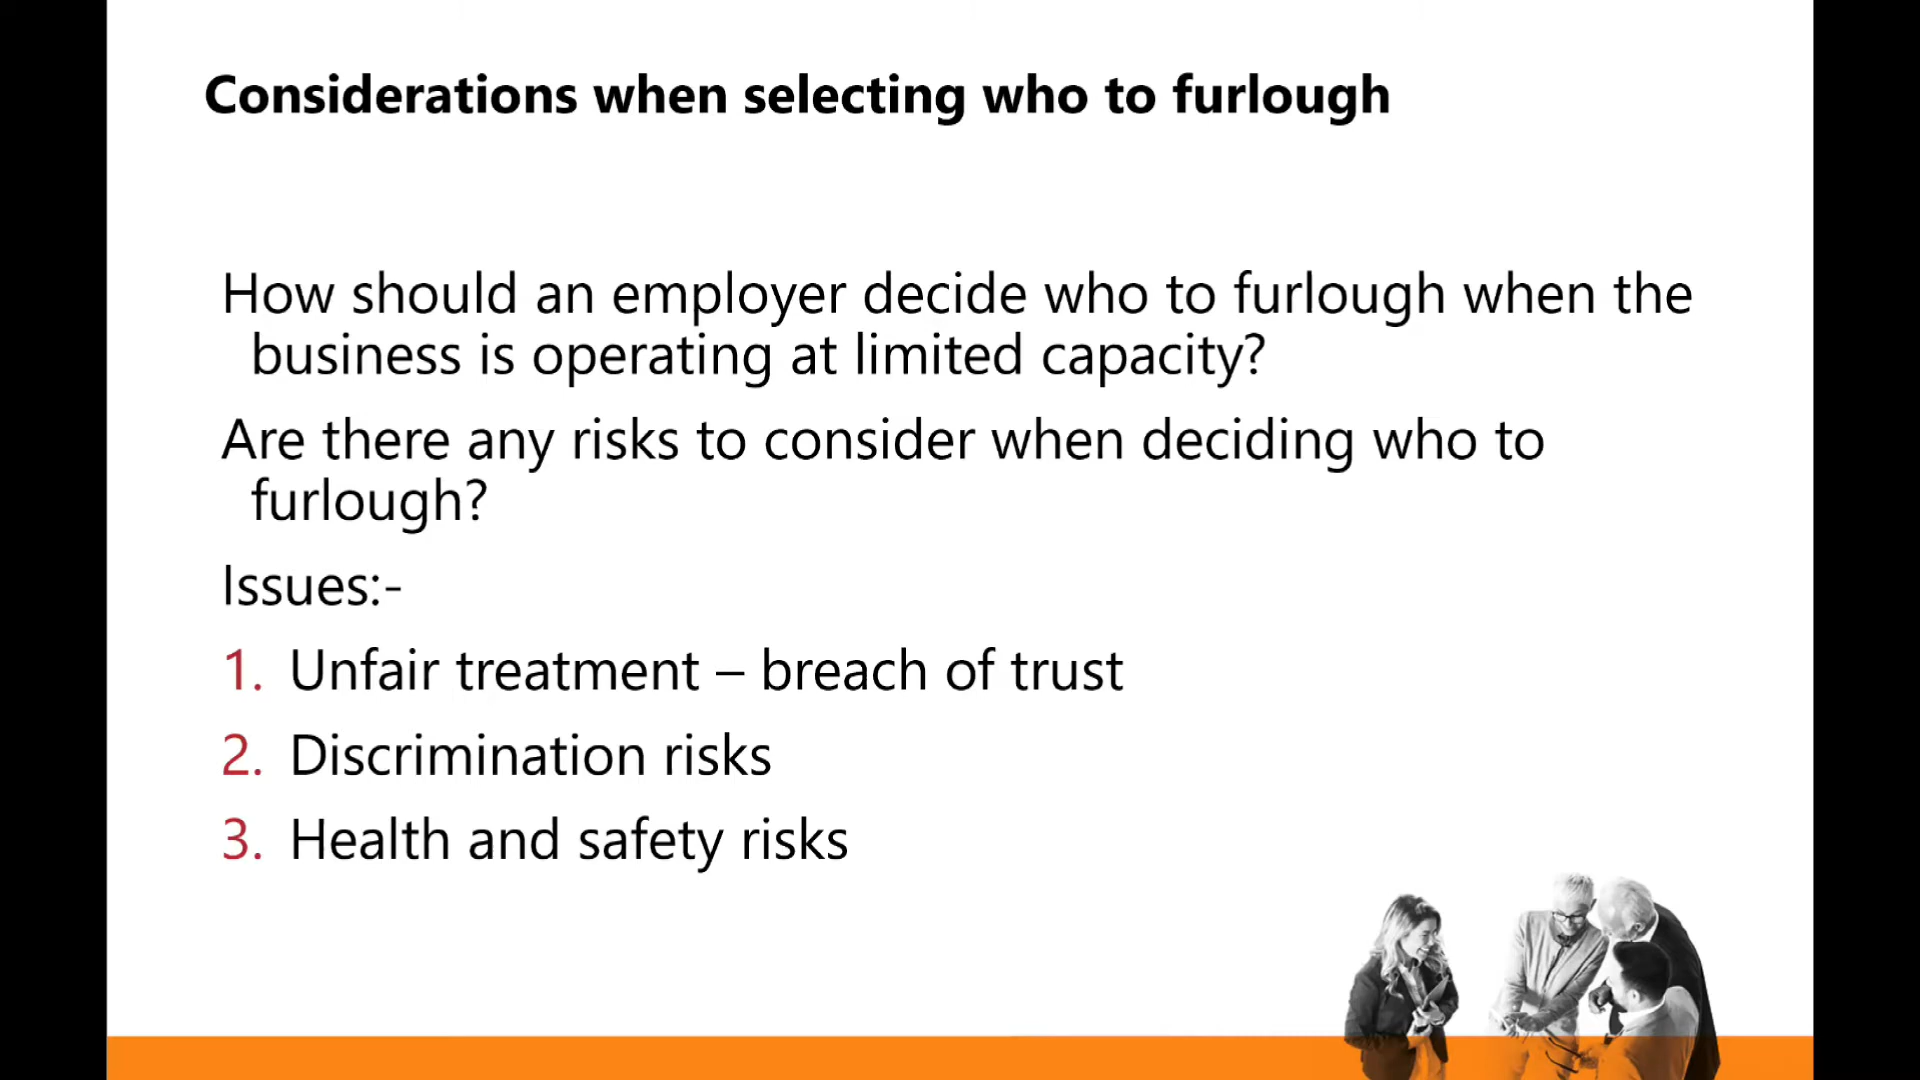 Considerations when selecting who to furlough
How should an employer decide who to furlough when the
business is operating at limited capacity?
Are there any risks to consider when deciding who to
furlough?
Issues:-
1. Unfair treatment – breach of trust
2. Discrimination risks
3. Health and safety risks